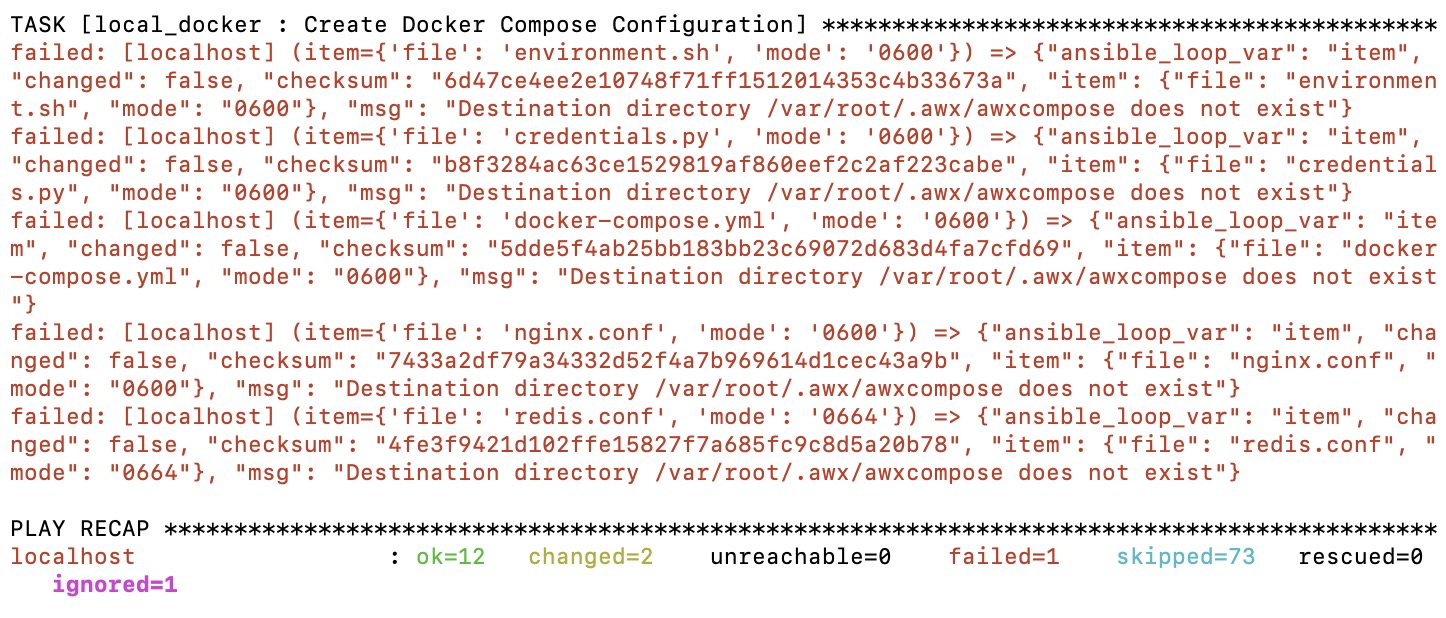 TASK [local_docker : Create Docker Compose Configuration] ********************************************
failed: [localhost] (item={'file': 'environment.sh', 'mode': '0600'}) => {"ansible_loop_var": "item",
"changed": false, "checksum": "6d47ce4ee2e10748f71ff1512014353c4b33673a", "item": {"file": "environmen
t.sh", "mode": "0600"}, "msg": "Destination directory /var/root/.awx/awxcompose does not exist"}
failed: [localhost] (item={'file': 'credentials.py', 'mode': '0600'}) => {"ansible_loop_var": "item",
"changed": false, "checksum": "b8f3284ac63ce1529819af860eef2c2af223cabe", "item": {"file": "credential
s.py", "mode": "0600"}, "msg": "Destination directory /var/root/.awx/awxcompose does not exist"}
failed: [localhost] (item={'file': 'docker-compose.yml', 'mode': '0600'}) => {"ansible_loop_var": "ite
m", "changed": false, "checksum": "5dde5f4ab25bb183bb23c69072d683d4fa7cfd69", "item": {"file": "docker
-compose.yml", "mode": "0600"}, "msg": "Destination directory /var/root/.awx/awxcompose does not exist
"}
failed: [localhost] (item={'file': 'nginx.conf', 'mode': '0600'}) => {"ansible_loop_var": "item", "cha
nged": false, "checksum": "7433a2df79a34332d52f4a7b969614d1cec43a9b", "item": {"file": "nginx.conf", "
mode": "0600"}, "msg": "Destination directory /var/root/.awx/awxcompose does not exist"}
failed: [localhost] (item={'file': 'redis.conf', 'mode': '0664'}) => {"ansible_loop_var": "item", "cha
nged": false, "checksum": "4fe3f9421d102ffe15827f7a685fc9c8d5a20b78", "item": {"file": "redis.conf", "
mode": "0664"}, "msg": "Destination directory /var/root/.awx/awxcompose does not exist"}
PLAY RECAP *******************************************************************************************
localhost                  : ok=12   changed=2    unreachable=0    failed=1    skipped=73   rescued=0
   ignored=1